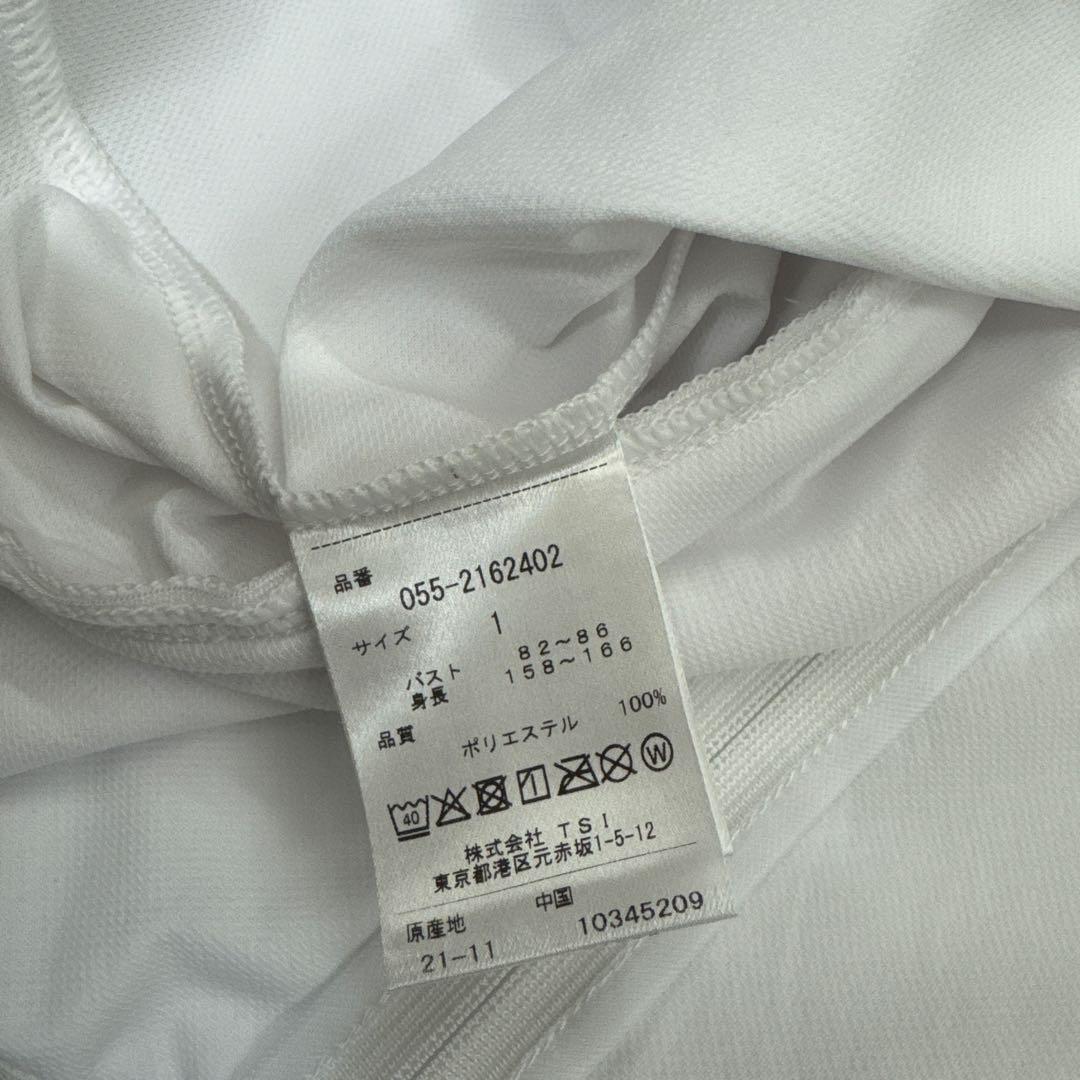 品番 055-2162402
サイズ 1
バスト 82～86
身長 158～166
品質 ポリエステル 100%
40 W
株式会社 TSI
東京都港区元赤坂1-5-12
原産地 中国
21-11 10345209